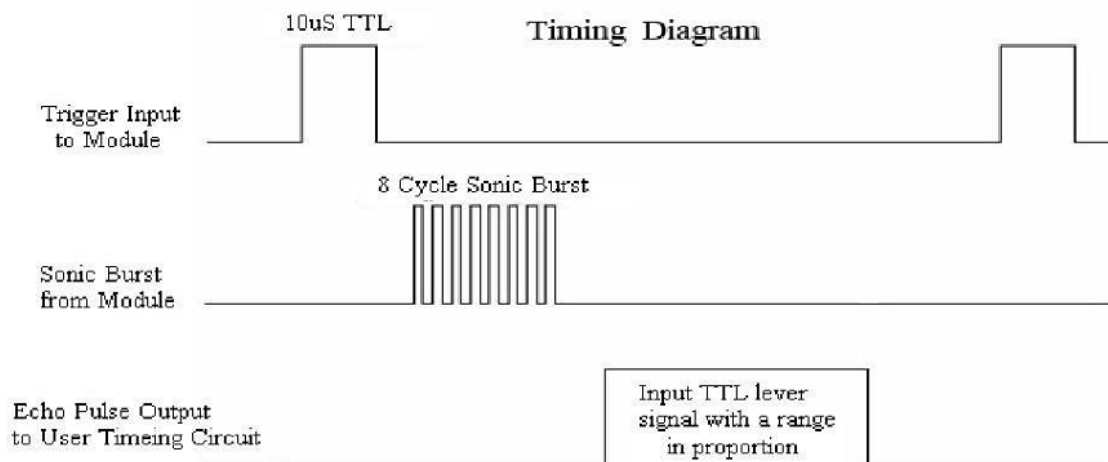 10uS TTL
Timing Diagram
Trigger Input
to Module
8 Cycle Sonic Burst
Sonic Burst
from Module
Echo Pulse Output
to User Timeing Circuit
Input TTL lever
signal with a range
in proportion